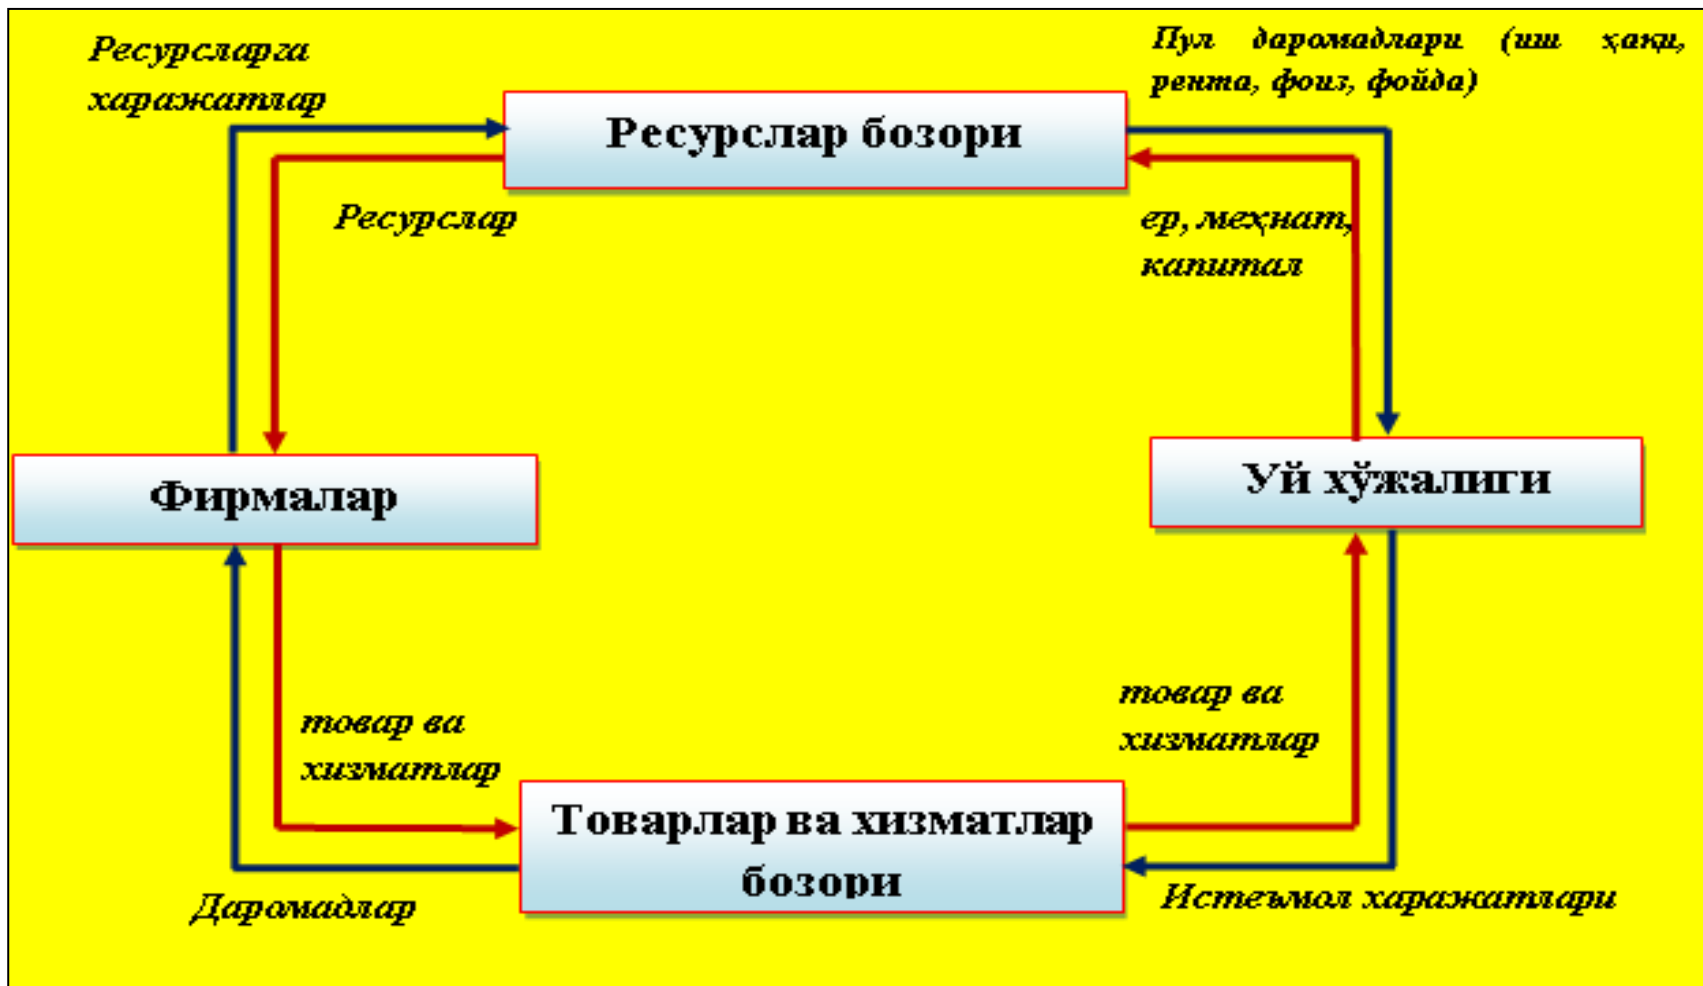 Ресурсларга
харажатлар
Пул даромадлари (иш ҳақи,
рента, фоиз, фойда)
Ресурслар бозори
Ресурслар
ер, меҳнат,
капитал
Фирмалар
Уй хўжалиги
товар ва
хизматлар
товар ва
хизматлар
Товарлар ва хизматлар
бозори
Даромадлар
Истеъмол харажатлари